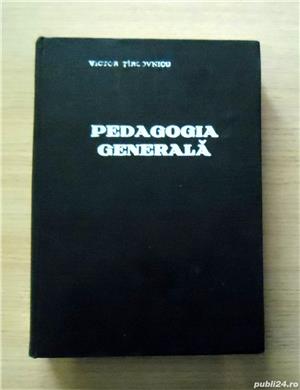 VICTOR ȚÎRCOVNICU
PEDAGOGIA
GENERALĂ
publi24.ro